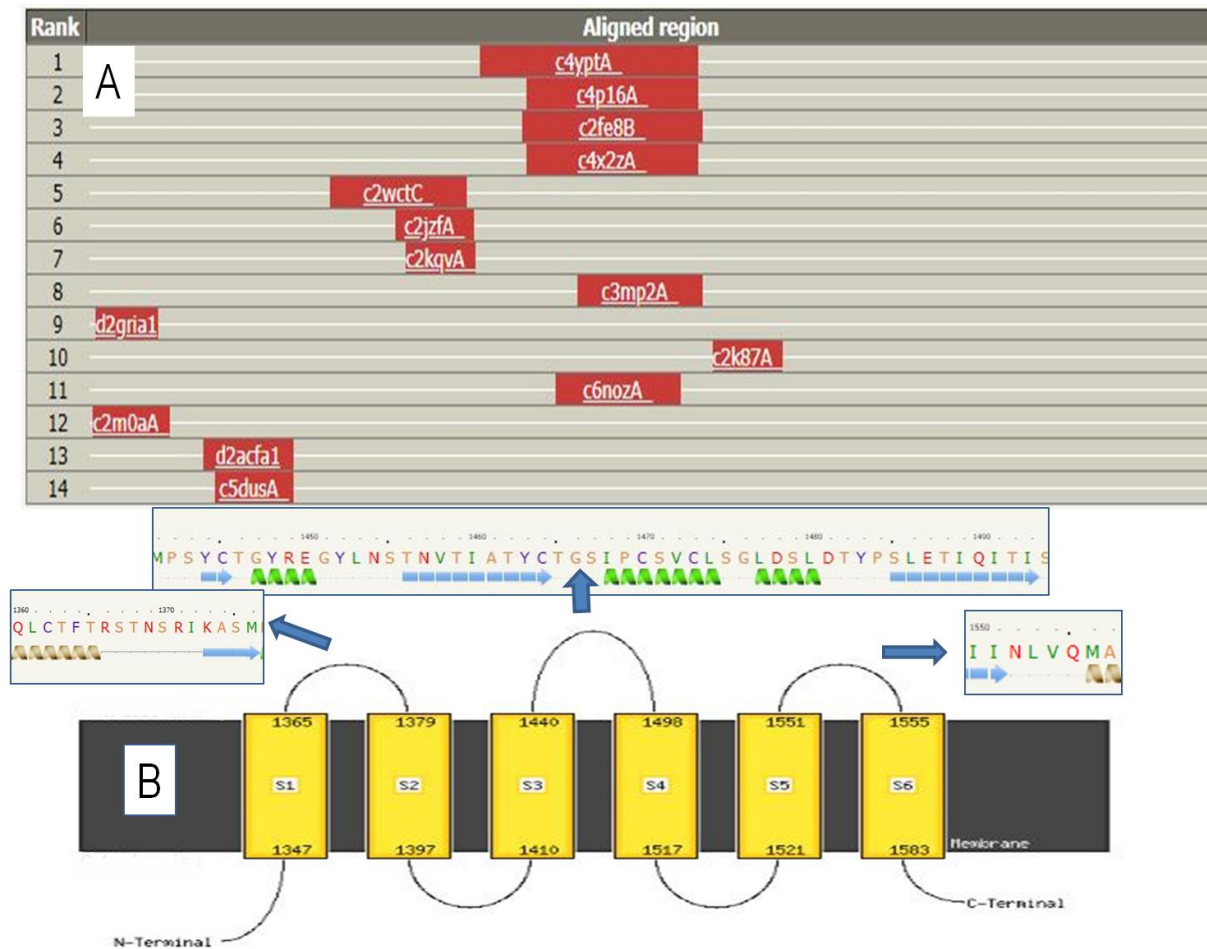 Rank Aligned region
A
1 c4yptA
2 c4p16A
3 c2fe8B
4 c4x2zA
5 c2wctC
6 c2jzfA
7 c2kqvA
8 c3mp2A
9 d2gria1
10 c2k87A
11 c6nozA
12 c2m0aA
13 d2acfa1
14 c5dusA
1450 1460 1470 1480 1490
MPSYCTGYREGYLNSTNVTIATYCTGSIPCSVCLSGLDSLDTYPSLETIQITIS
1360 1370
QLCTFTRSTNSRIKASM
1550
IINLVQMA
1365 1379 1440 1498 1551 1555
B
S1 S2 S3 S4 S5 S6
1347 1397 1410 1517 1521 1583
Membrane
C-Terminal
N-Terminal